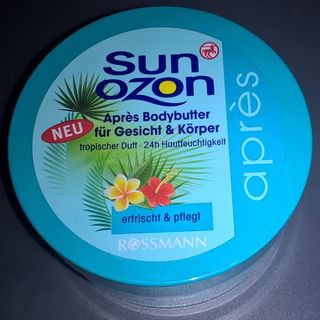 Sun
ozon
NEU
Après Bodybutter
für Gesicht & Körper
tropischer Duft · 24h Hautfeuchtigkeit
erfrischt & pflegt
ROSSMANN
après